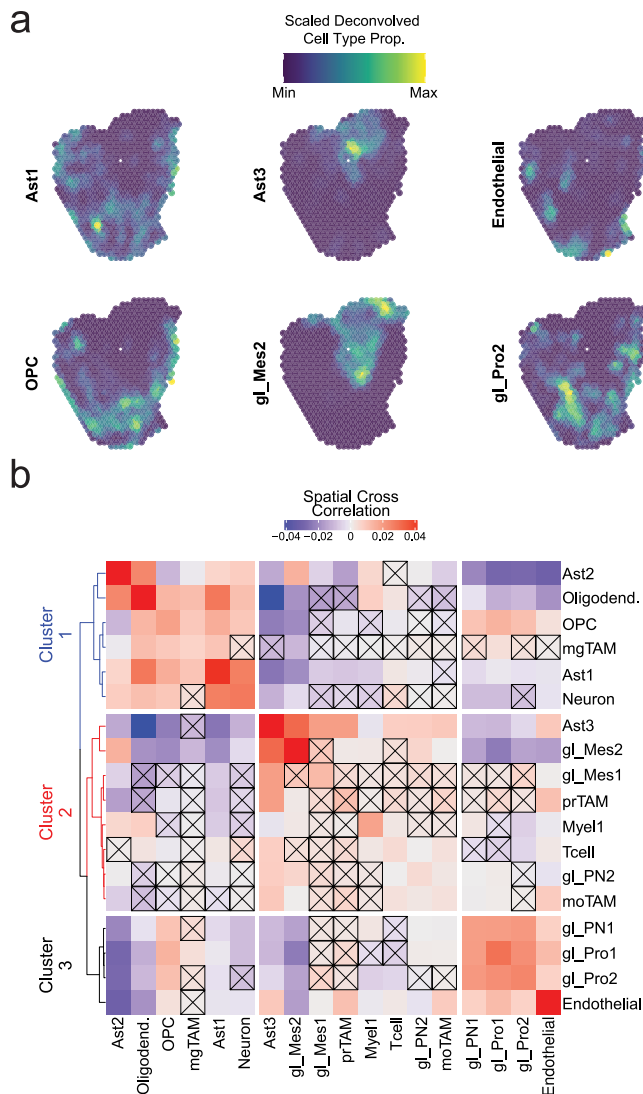 a
Scaled Deconvolved
Cell Type Prop.
Min
Max
Ast1
Ast3
Endothelial
OPC
gl_Mes2
gl_Pro2
b
Spatial Cross
Correlation
−0.04 −0.02 0 0.02 0.04
Cluster
1
Cluster
2
Cluster
3
Ast2
Oligodend.
OPC
mgTAM
Ast1
Neuron
Ast3
gl_Mes2
gl_Mes1
prTAM
Myel1
Tcell
gl_PN2
moTAM
gl_PN1
gl_Pro1
gl_Pro2
Endothelial
Ast2
Oligodend.
OPC
mgTAM
Ast1
Neuron
Ast3
gl_Mes2
gl_Mes1
prTAM
Myel1
Tcell
gl_PN2
moTAM
gl_PN1
gl_Pro1
gl_Pro2
Endothelial